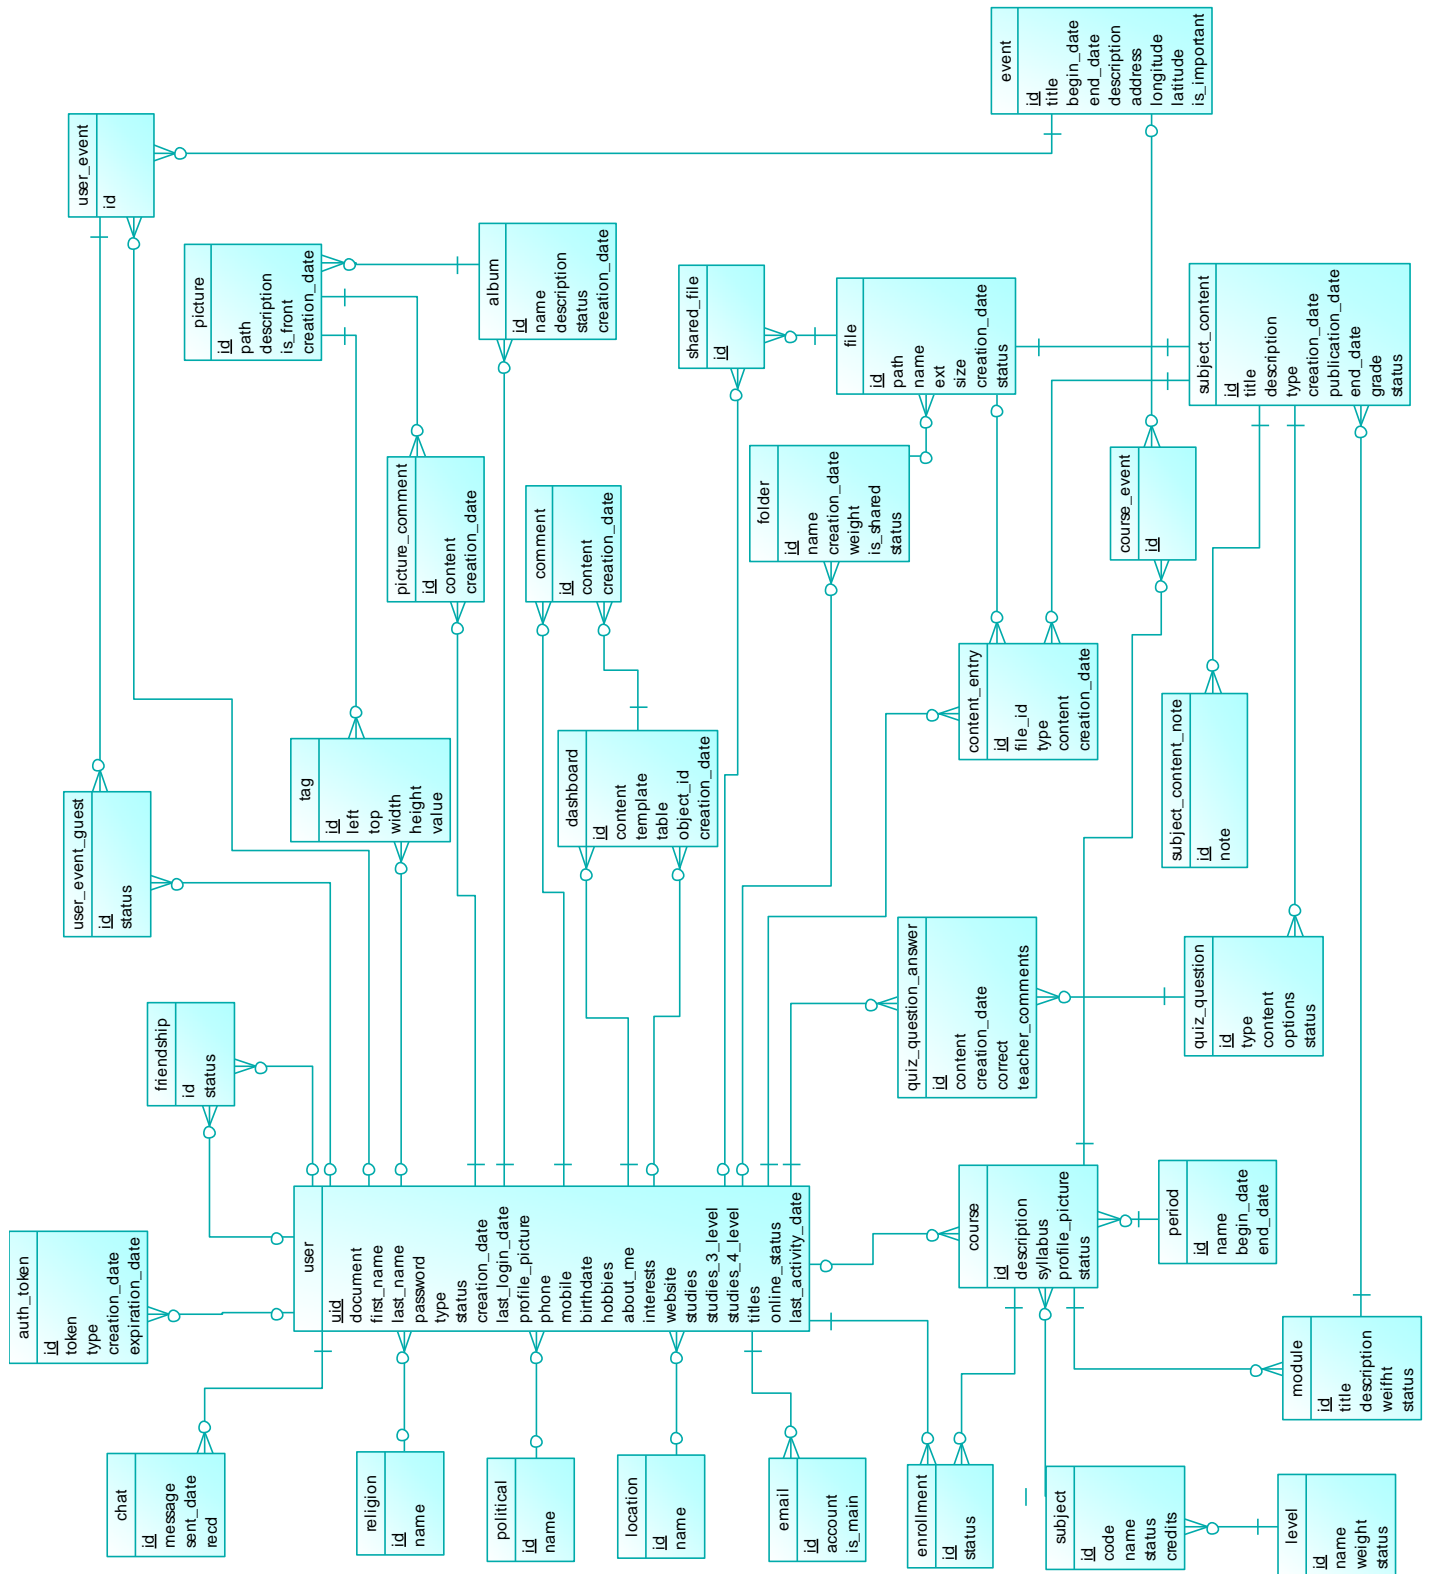 event
id
title
begin_date
end_date
description
address
longitude
latitude
is_important
user_event
id
picture
id
path
description
is_front
creation_date
album
id
name
description
status
creation_date
shared_file
id
file
id
path
name
ext
size
creation_date
status
subject_content
id
title
description
type
creation_date
publication_date
end_date
grade
status
picture_comment
id
content
creation_date
comment
id
content
creation_date
folder
id
name
creation_date
weight
is_shared
status
course_event
id
user_event_guest
id
status
tag
id
left
top
width
height
value
dashboard
id
content
template
table
object_id
creation_date
content_entry
id
file_id
type
content
creation_date
subject_content_note
id
note
quiz_question_answer
id
content
creation_date
correct
teacher_comments
quiz_question
id
type
content
options
status
friendship
id
status
auth_token
id
token
type
creation_date
expiration_date
user
uid
document
first_name
last_name
password
type
status
creation_date
last_login_date
profile_picture
phone
mobile
birthdate
hobbies
about_me
interests
website
studies
studies_3_level
studies_4_level
titles
online_status
last_activity_date
course
id
description
syllabus
profile_picture
status
period
id
name
begin_date
end_date
chat
id
message
sent_date
recd
religion
id
name
political
id
name
location
id
name
email
id
account
is_main
enrollment
id
status
subject
id
code
name
status
credits
module
id
title
description
weifht
status
level
id
name
weight
status